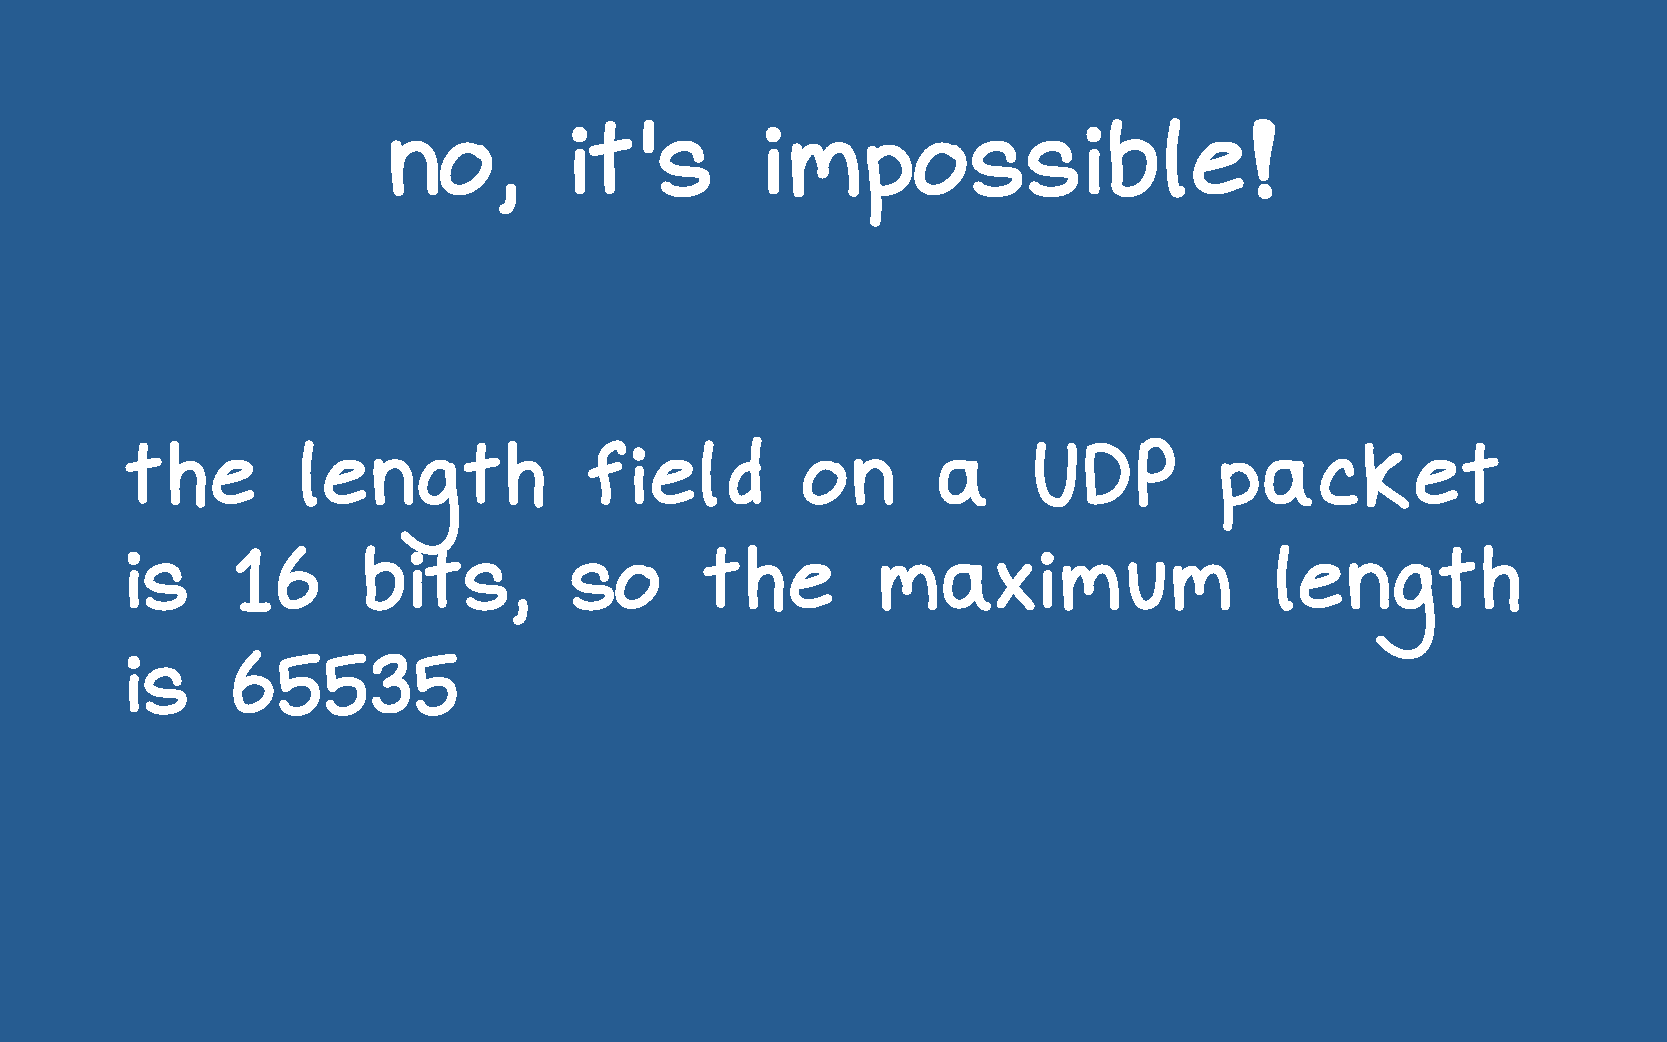 no, it's impossible!
the length field on a UDP packet
is 16 bits, so the maximum length
is 65535